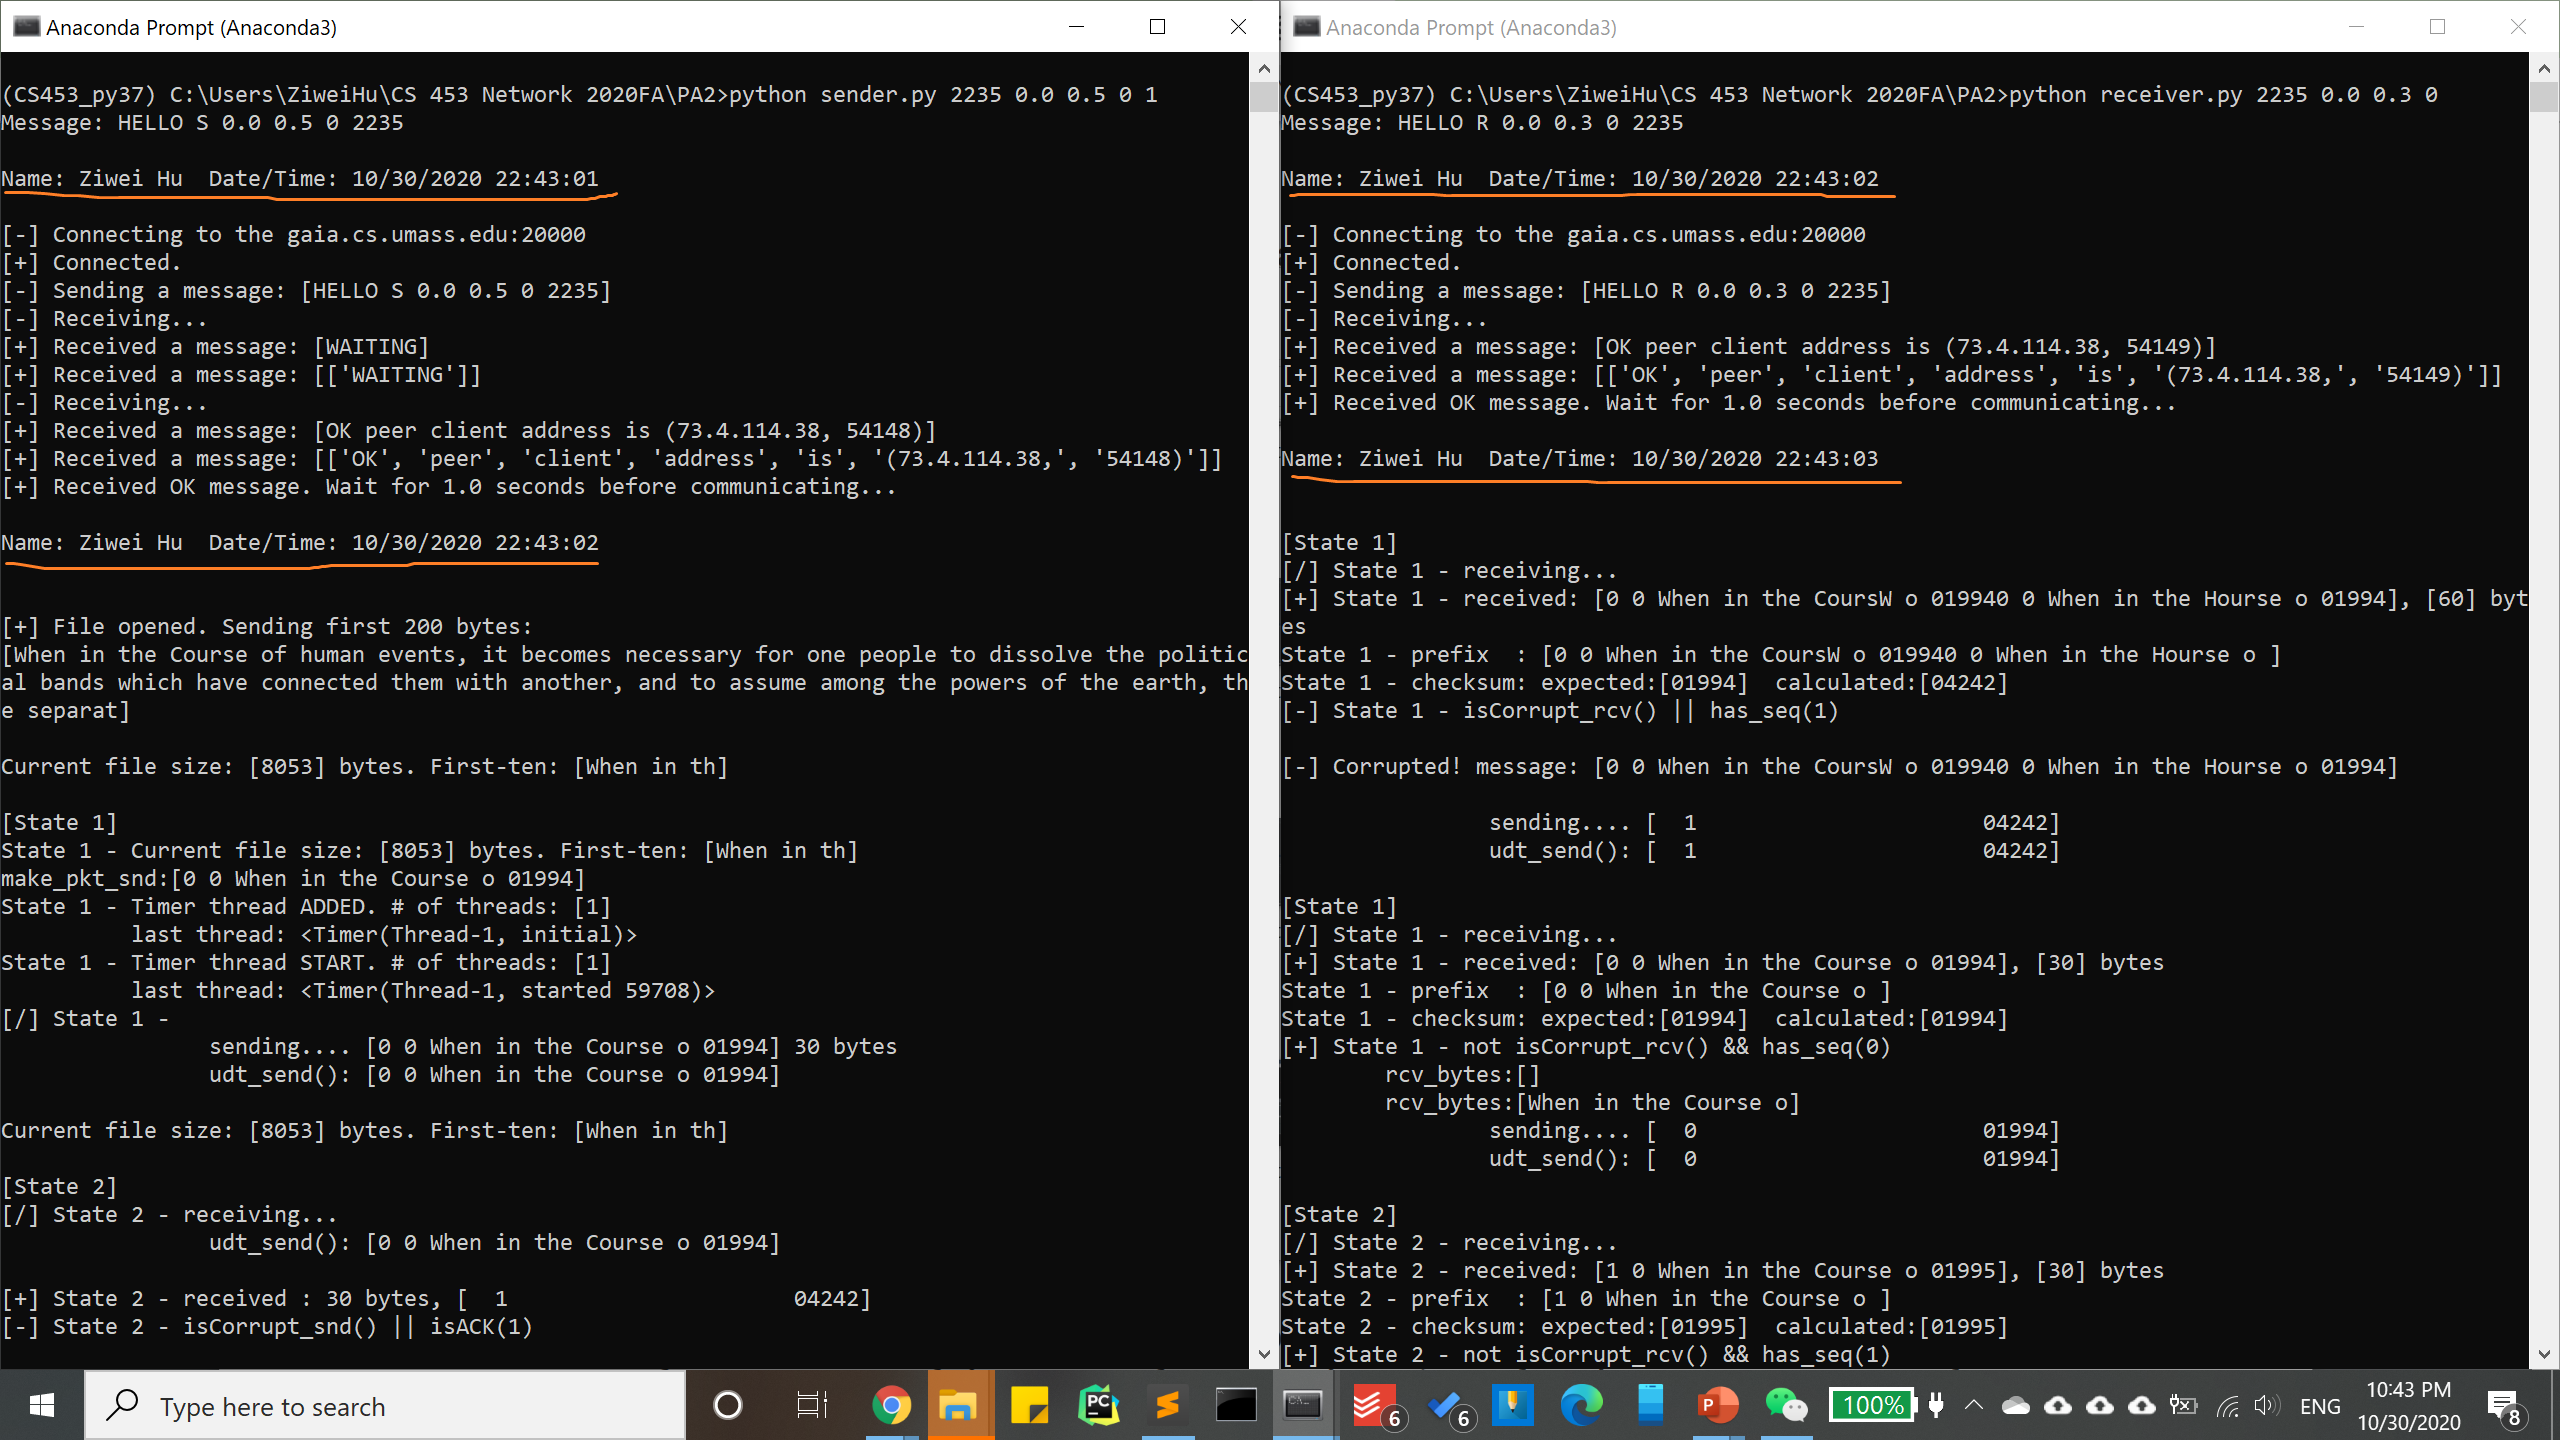 Anaconda Prompt (Anaconda3)
(CS453_py37) C:\Users\ZiweiHu\CS 453 Network 2020FA\PA2>python sender.py 2235 0.0 0.5 0 1
Message: HELLO S 0.0 0.5 0 2235
Name: Ziwei Hu  Date/Time: 10/30/2020 22:43:01
[-] Connecting to the gaia.cs.umass.edu:20000
[+] Connected.
[-] Sending a message: [HELLO S 0.0 0.5 0 2235]
[-] Receiving...
[+] Received a message: [WAITING]
[+] Received a message: [['WAITING']]
[-] Receiving...
[+] Received a message: [OK peer client address is (73.4.114.38, 54148)]
[+] Received a message: [['OK', 'peer', 'client', 'address', 'is', '(73.4.114.38,', '54148)']]
[+] Received OK message. Wait for 1.0 seconds before communicating...
Name: Ziwei Hu  Date/Time: 10/30/2020 22:43:02
[+] File opened. Sending first 200 bytes:
[When in the Course of human events, it becomes necessary for one people to dissolve the politic
al bands which have connected them with another, and to assume among the powers of the earth, th
e separat]
Current file size: [8053] bytes. First-ten: [When in th]
[State 1]
State 1 - Current file size: [8053] bytes. First-ten: [When in th]
make_pkt_snd:[0 0 When in the Course o 01994]
State 1 - Timer thread ADDED. # of threads: [1]
last thread: <Timer(Thread-1, initial)>
State 1 - Timer thread START. # of threads: [1]
last thread: <Timer(Thread-1, started 59708)>
[/] State 1 -
sending.... [0 0 When in the Course o 01994] 30 bytes
udt_send(): [0 0 When in the Course o 01994]
Current file size: [8053] bytes. First-ten: [When in th]
[State 2]
[/] State 2 - receiving...
udt_send(): [0 0 When in the Course o 01994]
[+] State 2 - received : 30 bytes, [  1                      04242]
[-] State 2 - isCorrupt_snd() || isACK(1)
Anaconda Prompt (Anaconda3)
(CS453_py37) C:\Users\ZiweiHu\CS 453 Network 2020FA\PA2>python receiver.py 2235 0.0 0.3 0
Message: HELLO R 0.0 0.3 0 2235
Name: Ziwei Hu  Date/Time: 10/30/2020 22:43:02
[-] Connecting to the gaia.cs.umass.edu:20000
[+] Connected.
[-] Sending a message: [HELLO R 0.0 0.3 0 2235]
[-] Receiving...
[+] Received a message: [OK peer client address is (73.4.114.38, 54149)]
[+] Received a message: [['OK', 'peer', 'client', 'address', 'is', '(73.4.114.38,', '54149)']]
[+] Received OK message. Wait for 1.0 seconds before communicating...
Name: Ziwei Hu  Date/Time: 10/30/2020 22:43:03
[State 1]
[/] State 1 - receiving...
[+] State 1 - received: [0 0 When in the CoursW o 019940 0 When in the Hourse o 01994], [60] byt
es
State 1 - prefix  : [0 0 When in the CoursW o 019940 0 When in the Hourse o ]
State 1 - checksum: expected:[01994]  calculated:[04242]
[-] State 1 - isCorrupt_rcv() || has_seq(1)
[-] Corrupted! message: [0 0 When in the CoursW o 019940 0 When in the Hourse o 01994]
sending.... [  1                      04242]
udt_send(): [  1                      04242]
[State 1]
[/] State 1 - receiving...
[+] State 1 - received: [0 0 When in the Course o 01994], [30] bytes
State 1 - prefix  : [0 0 When in the Course o ]
State 1 - checksum: expected:[01994]  calculated:[01994]
[+] State 1 - not isCorrupt_rcv() && has_seq(0)
rcv_bytes:[]
rcv_bytes:[When in the Course o]
sending.... [  0                      01994]
udt_send(): [  0                      01994]
[State 2]
[/] State 2 - receiving...
[+] State 2 - received: [1 0 When in the Course o 01995], [30] bytes
State 2 - prefix  : [1 0 When in the Course o ]
State 2 - checksum: expected:[01995]  calculated:[01995]
[+] State 2 - not isCorrupt_rcv() && has_seq(1)
Type here to search
PC
6
6
P
100%
ENG
10:43 PM
10/30/2020
8